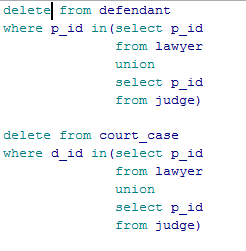 delete from defendant
where p_id in(select p_id
from lawyer
union
select p_id
from judge)
delete from court_case
where d_id in(select p_id
from lawyer
union
select p_id
from judge)